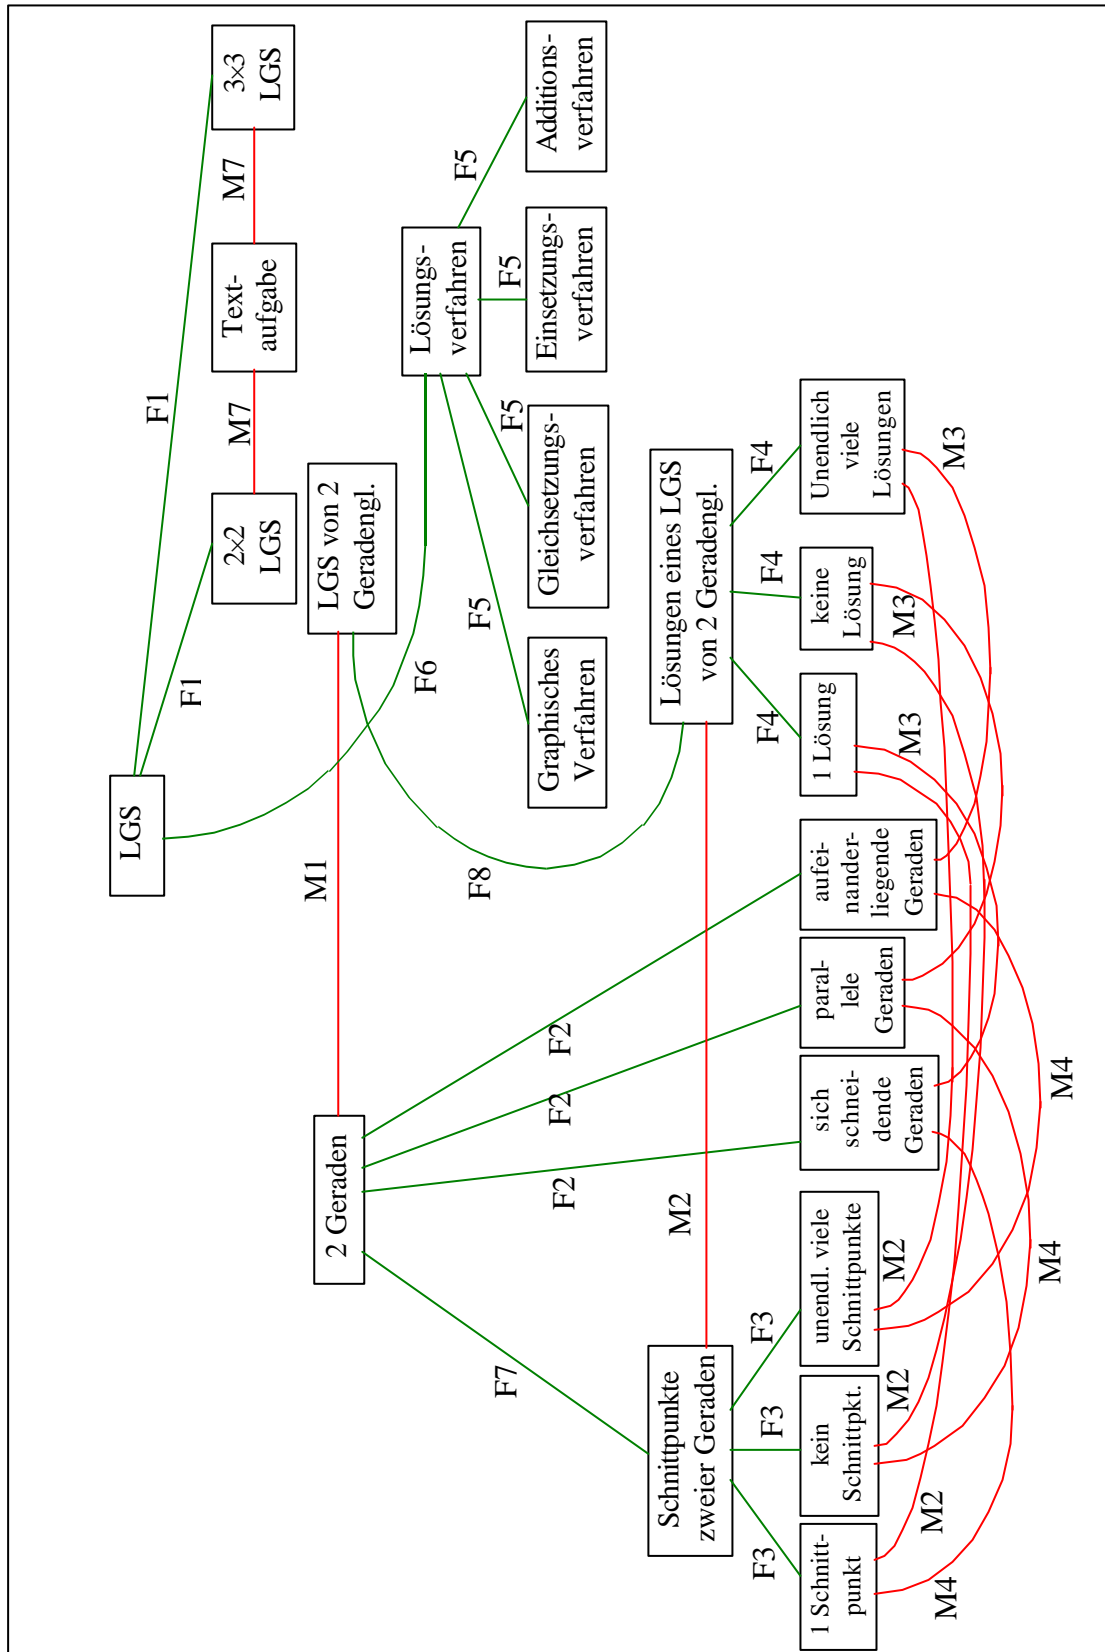 LGS
F1
F1
2×2
LGS
M7
Text-
aufgabe
M7
3×3
LGS
2 Geraden
M1
LGS von 2
Geradengl.
F6
Lösungs-
verfahren
F7
F2
F2
F2
F8
F5
F5
F5
F5
Graphisches
Verfahren
Gleichsetzungs-
verfahren
Einsetzungs-
verfahren
Additions-
verfahren
Schnittpunkte
zweier Geraden
M2
Lösungen eines LGS
von 2 Geradengl.
F3
F3
F3
F4
F4
F4
1 Schnitt-
punkt
kein
Schnittpkt.
unendl. viele
Schnittpunkte
sich
schnei-
dende
Geraden
paral-
lele
Geraden
aufei-
nander-
liegende
Geraden
1 Lösung
keine
Lösung
Unendlich
viele
Lösungen
M4
M2
M2
M2
M4
M4
M3
M3
M3